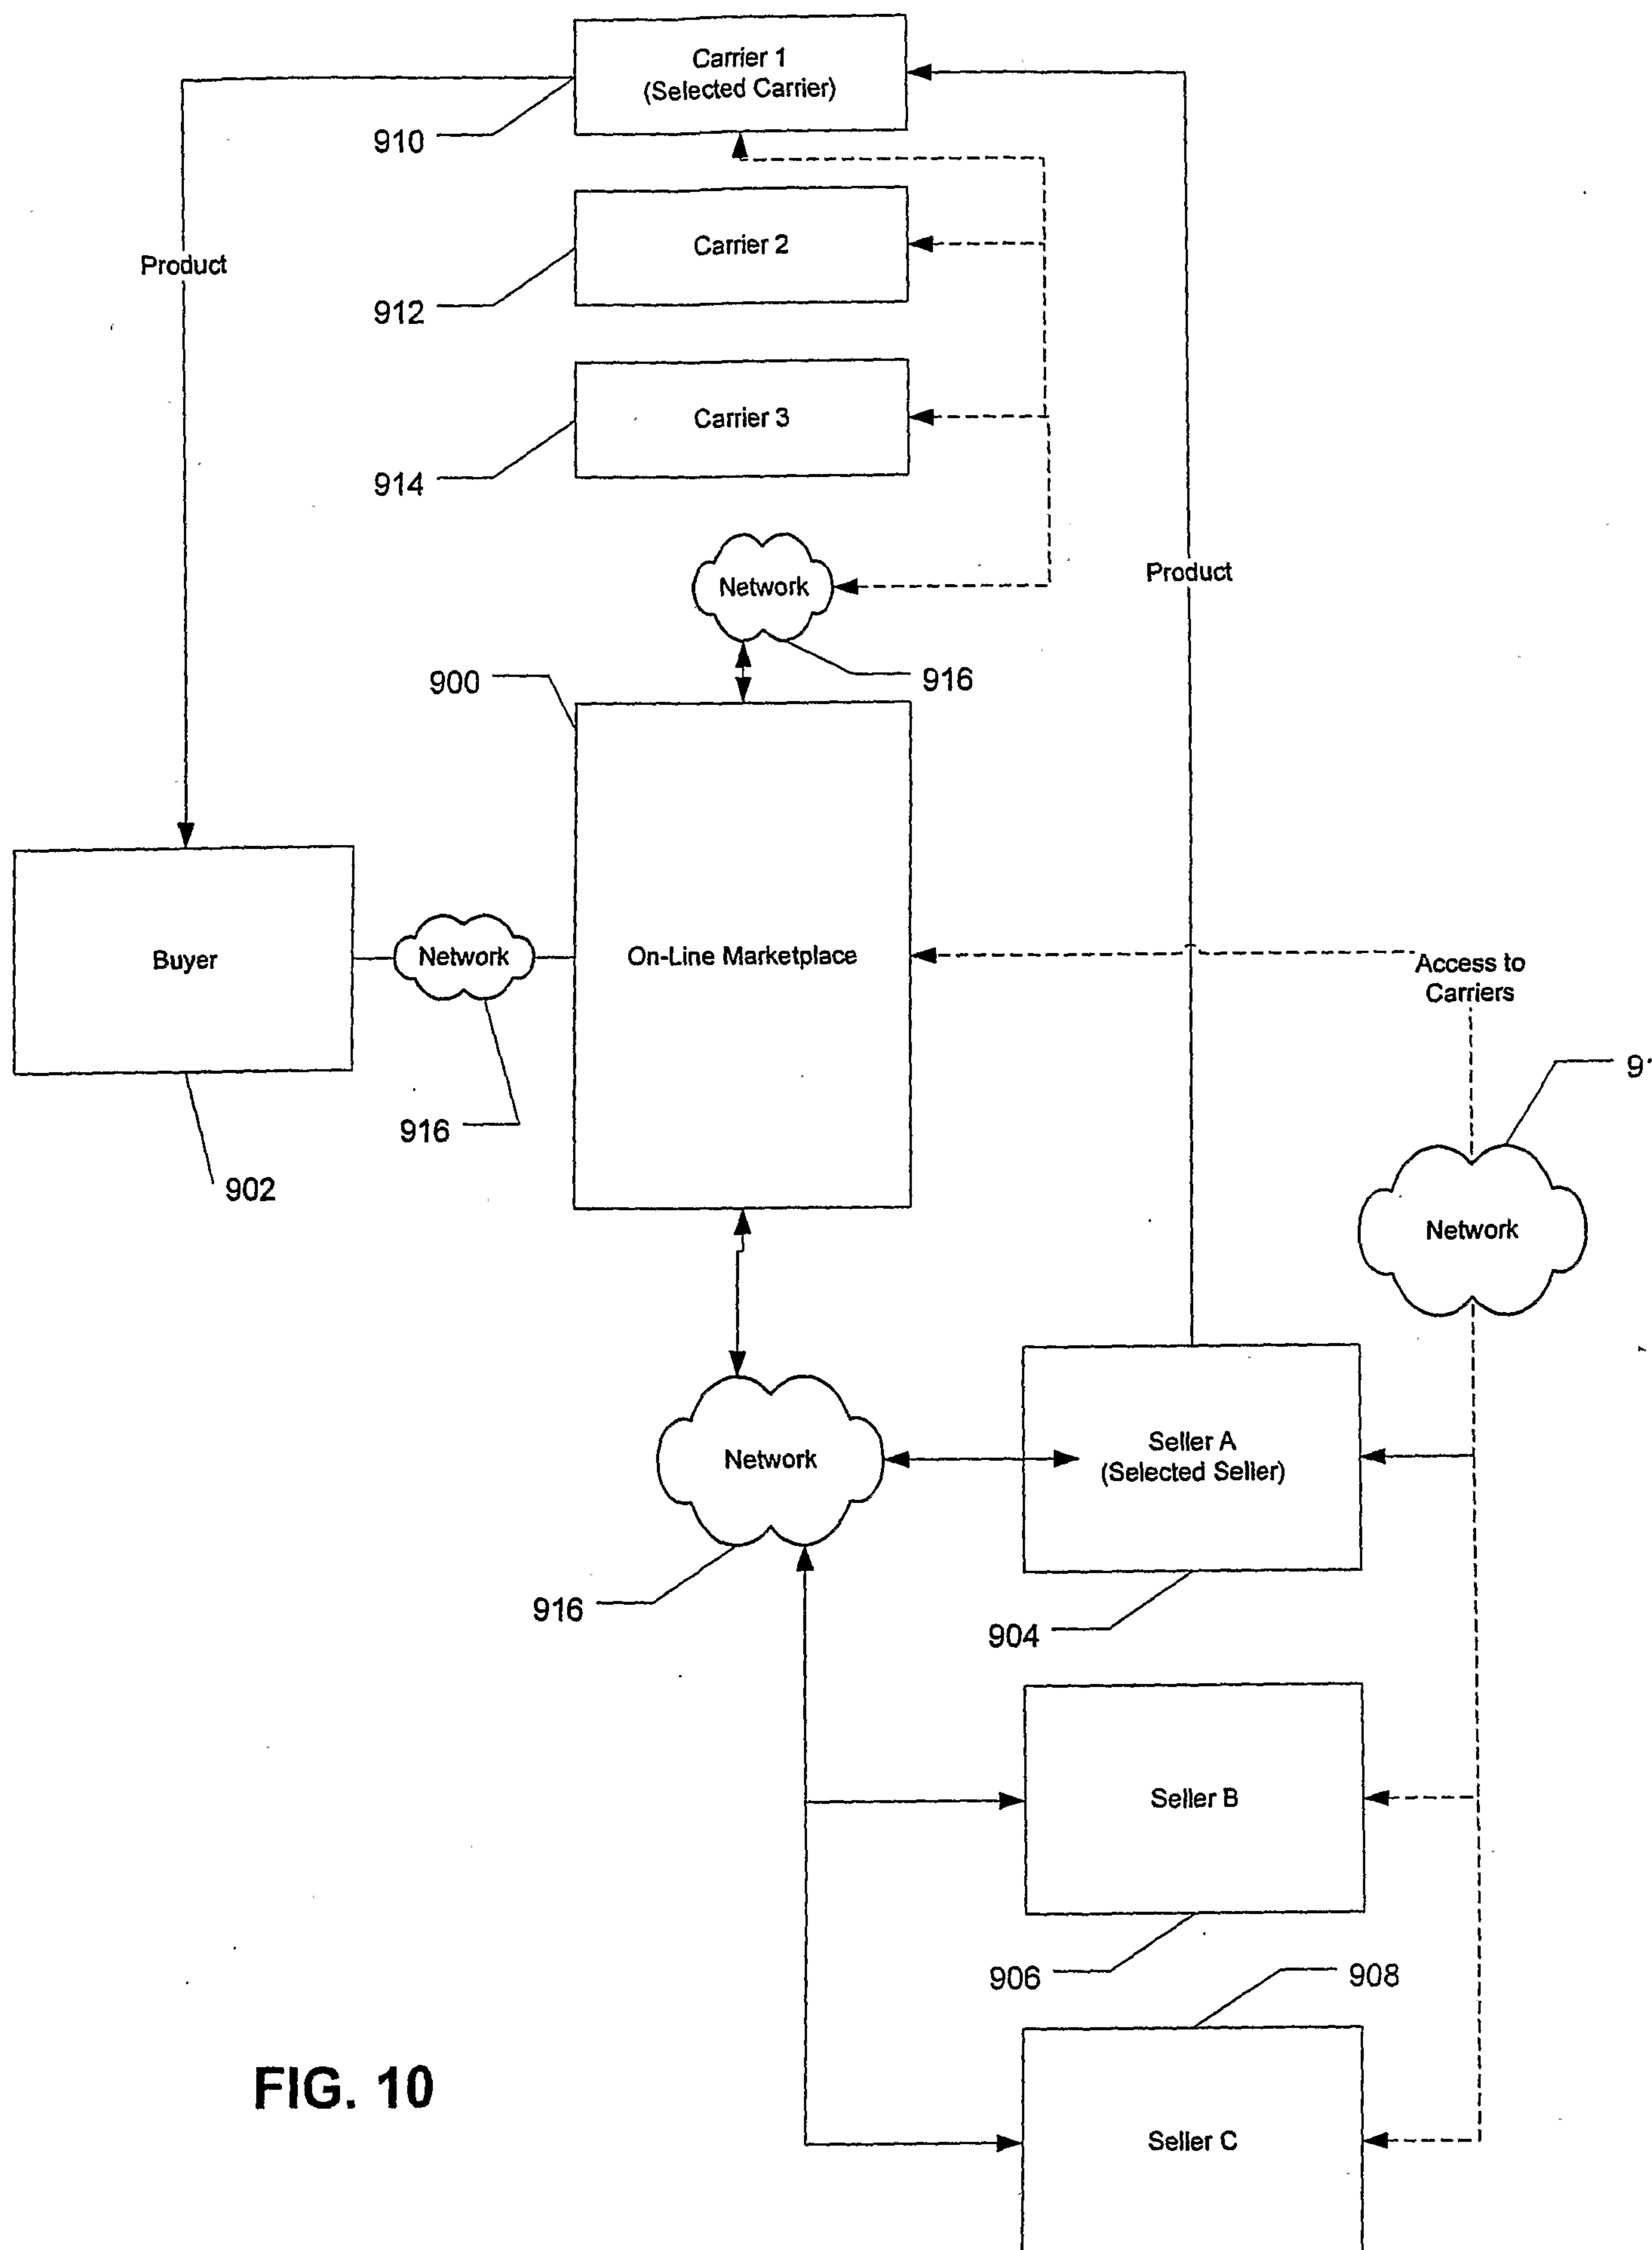 Carrier 1
(Selected Carrier)
910
Carrier 2
912
Product
Carrier 3
914
Product
Network
916
900
Buyer
Network
On-Line Marketplace
Access to
Carriers
916
902
Network
Seller A
(Selected Seller)
Network
916
904
Seller B
906
908
Seller C
FIG. 10